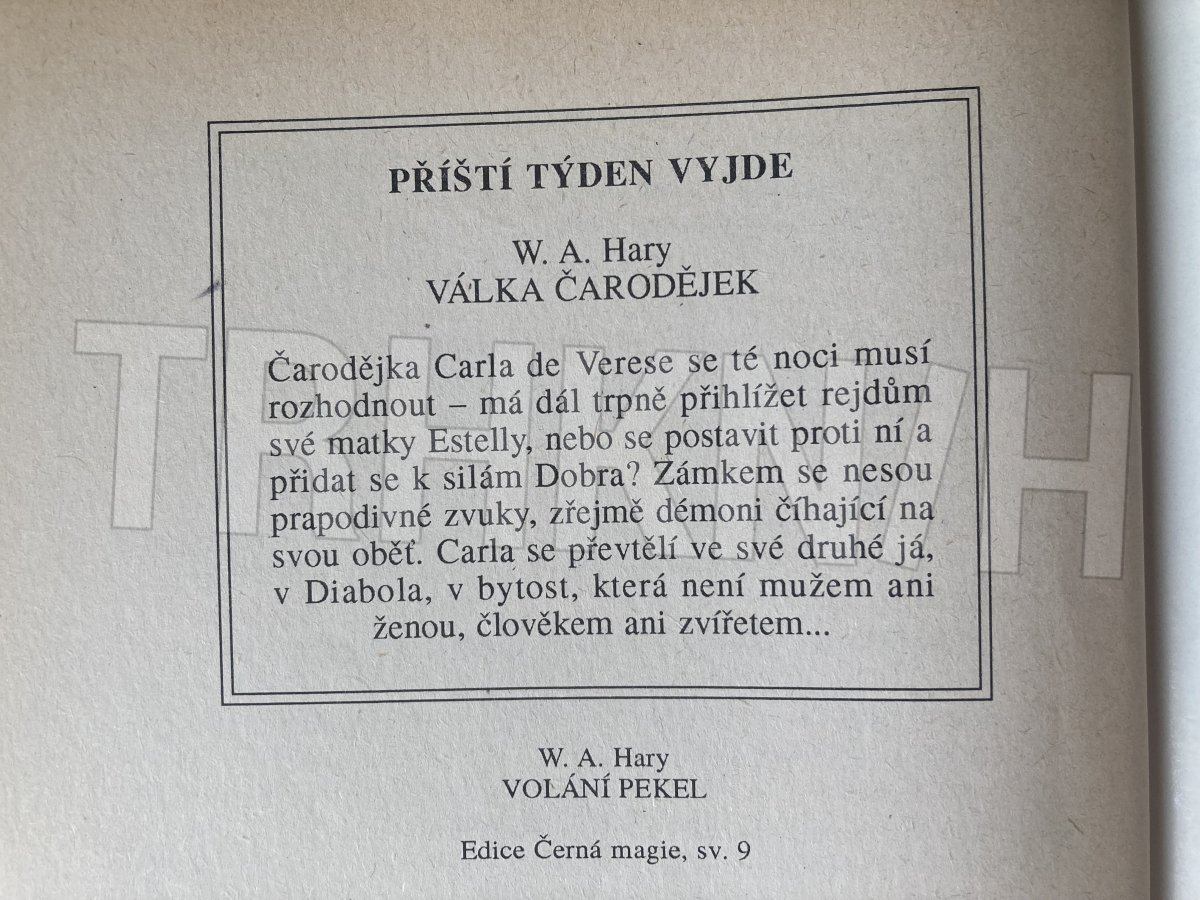 PŘÍŠTÍ TÝDEN VYJDE
W. A. Hary
VÁLKA ČARODĚJEK
Čarodějka Carla de Verese se té noci musí
rozhodnout – má dál trpně přihlížet rejdům
své matky Estelly, nebo se postavit proti ní a
přidat se k silám Dobra? Zámkem se nesou
prapodivné zvuky, zřejmě démoni číhající na
svou oběť. Carla se převtělí ve své druhé já,
v Diabola, v bytost, která není mužem ani
ženou, člověkem ani zvířetem...
W. A. Hary
VOLÁNÍ PEKEL
Edice Černá magie, sv. 9
TRHKNIH